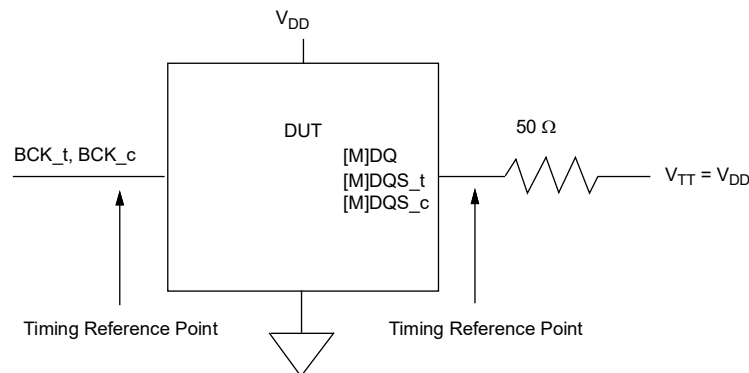 V_DD
DUT
50 Ω
BCK_t, BCK_c
[M]DQ
[M]DQS_t
[M]DQS_c
V_TT = V_DD
Timing Reference Point
Timing Reference Point